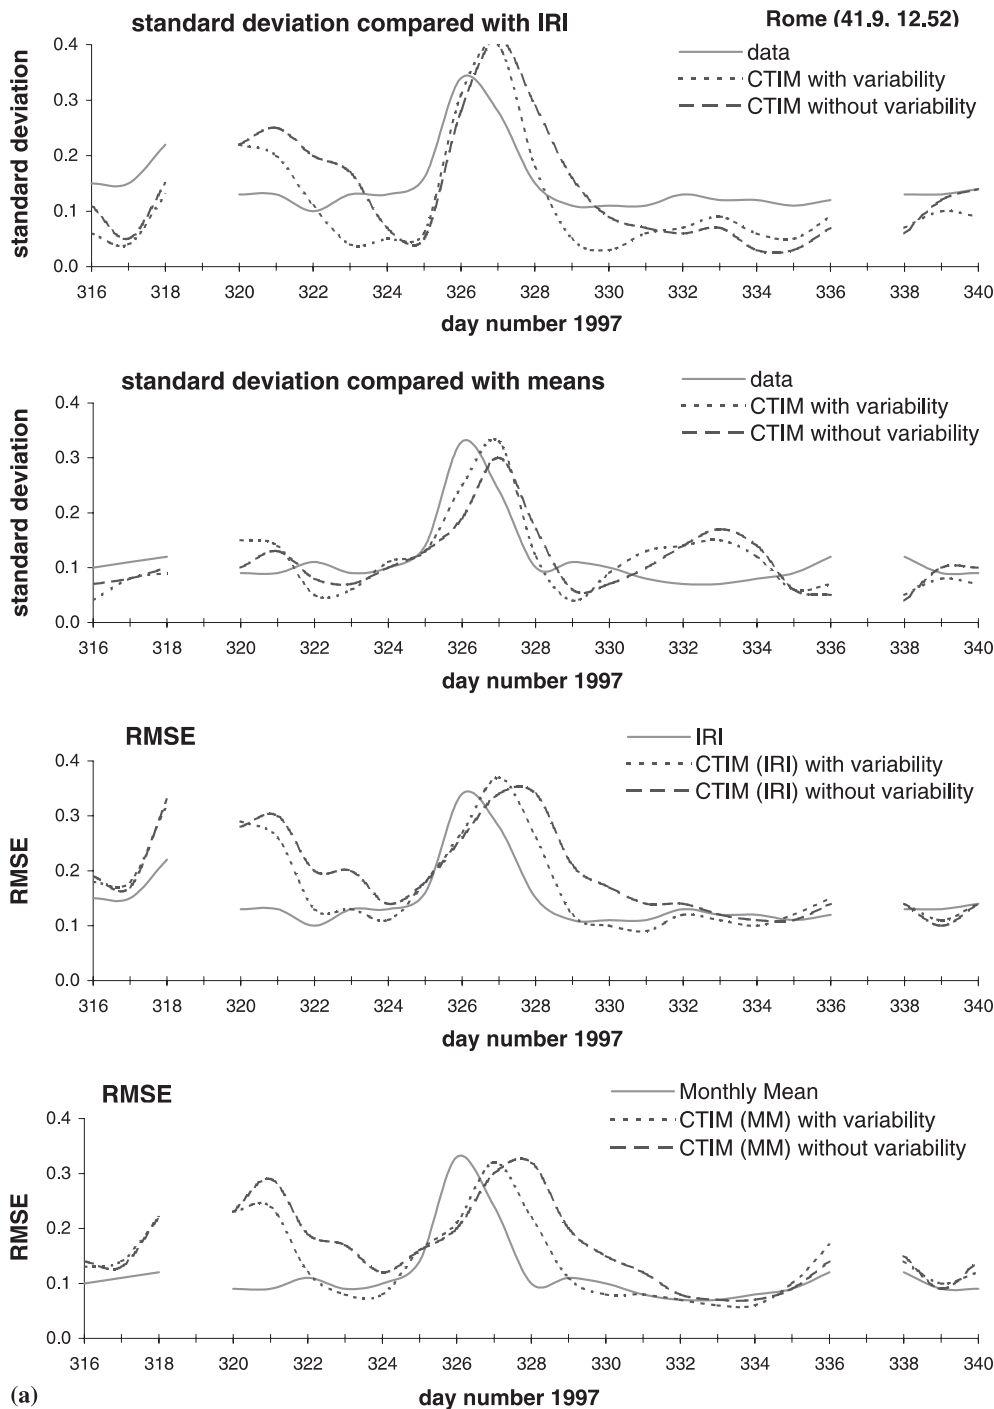 standard deviation compared with IRI
Rome (41.9, 12.52)
data
CTIM with variability
CTIM without variability
standard deviation
0.4
0.3
0.2
0.1
0.0
316 318 320 322 324 326 328 330 332 334 336 338 340
day number 1997
standard deviation compared with means
data
CTIM with variability
CTIM without variability
standard deviation
0.4
0.3
0.2
0.1
0.0
316 318 320 322 324 326 328 330 332 334 336 338 340
day number 1997
RMSE
IRI
CTIM (IRI) with variability
CTIM (IRI) without variability
RMSE
0.4
0.3
0.2
0.1
0.0
316 318 320 322 324 326 328 330 332 334 336 338 340
day number 1997
RMSE
Monthly Mean
CTIM (MM) with variability
CTIM (MM) without variability
RMSE
0.4
0.3
0.2
0.1
0.0
316 318 320 322 324 326 328 330 332 334 336 338 340
day number 1997
(a)